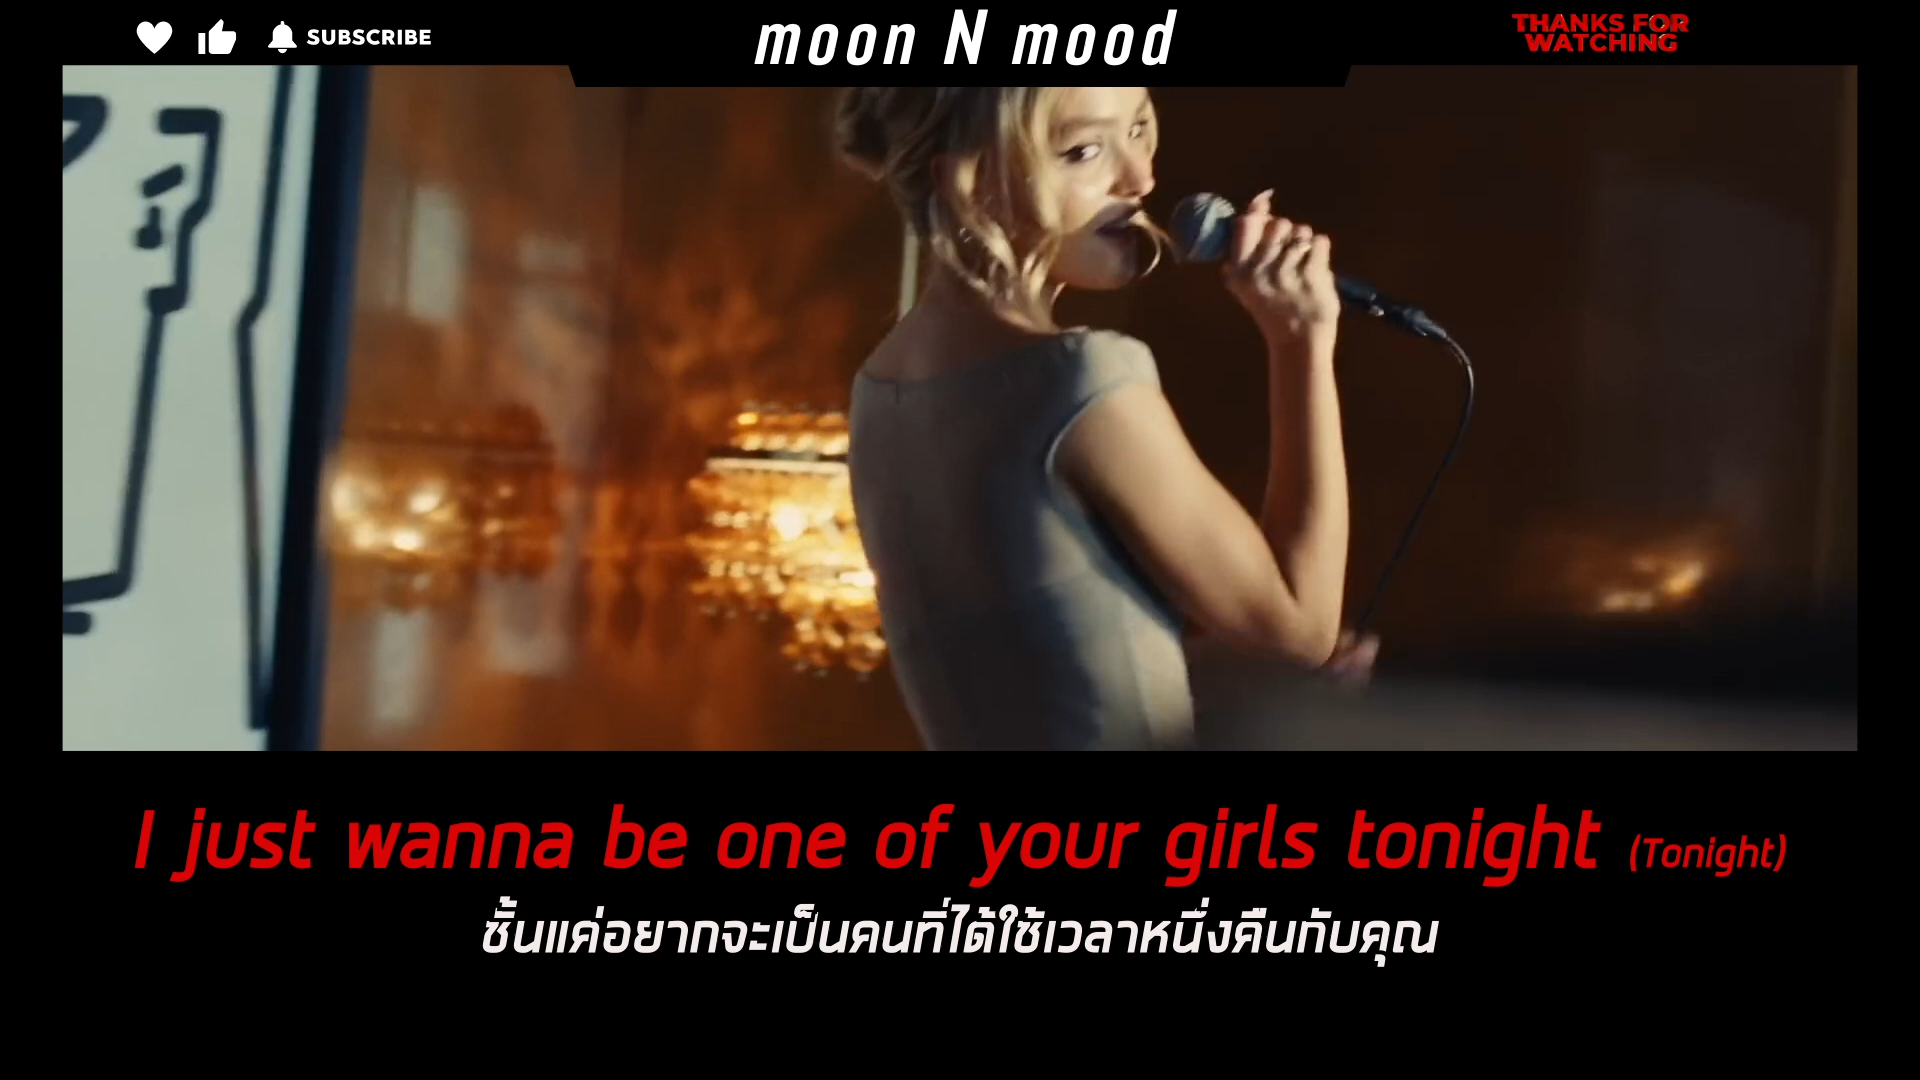 SUBSCRIBE
moon N mood
THANKS FOR
WATCHING
I just wanna be one of your girls tonight (Tonight)
ชั้นแค่อยากจะเป็นคนที่ได้ใช้เวลาหนึ่งคืนกับคุณ